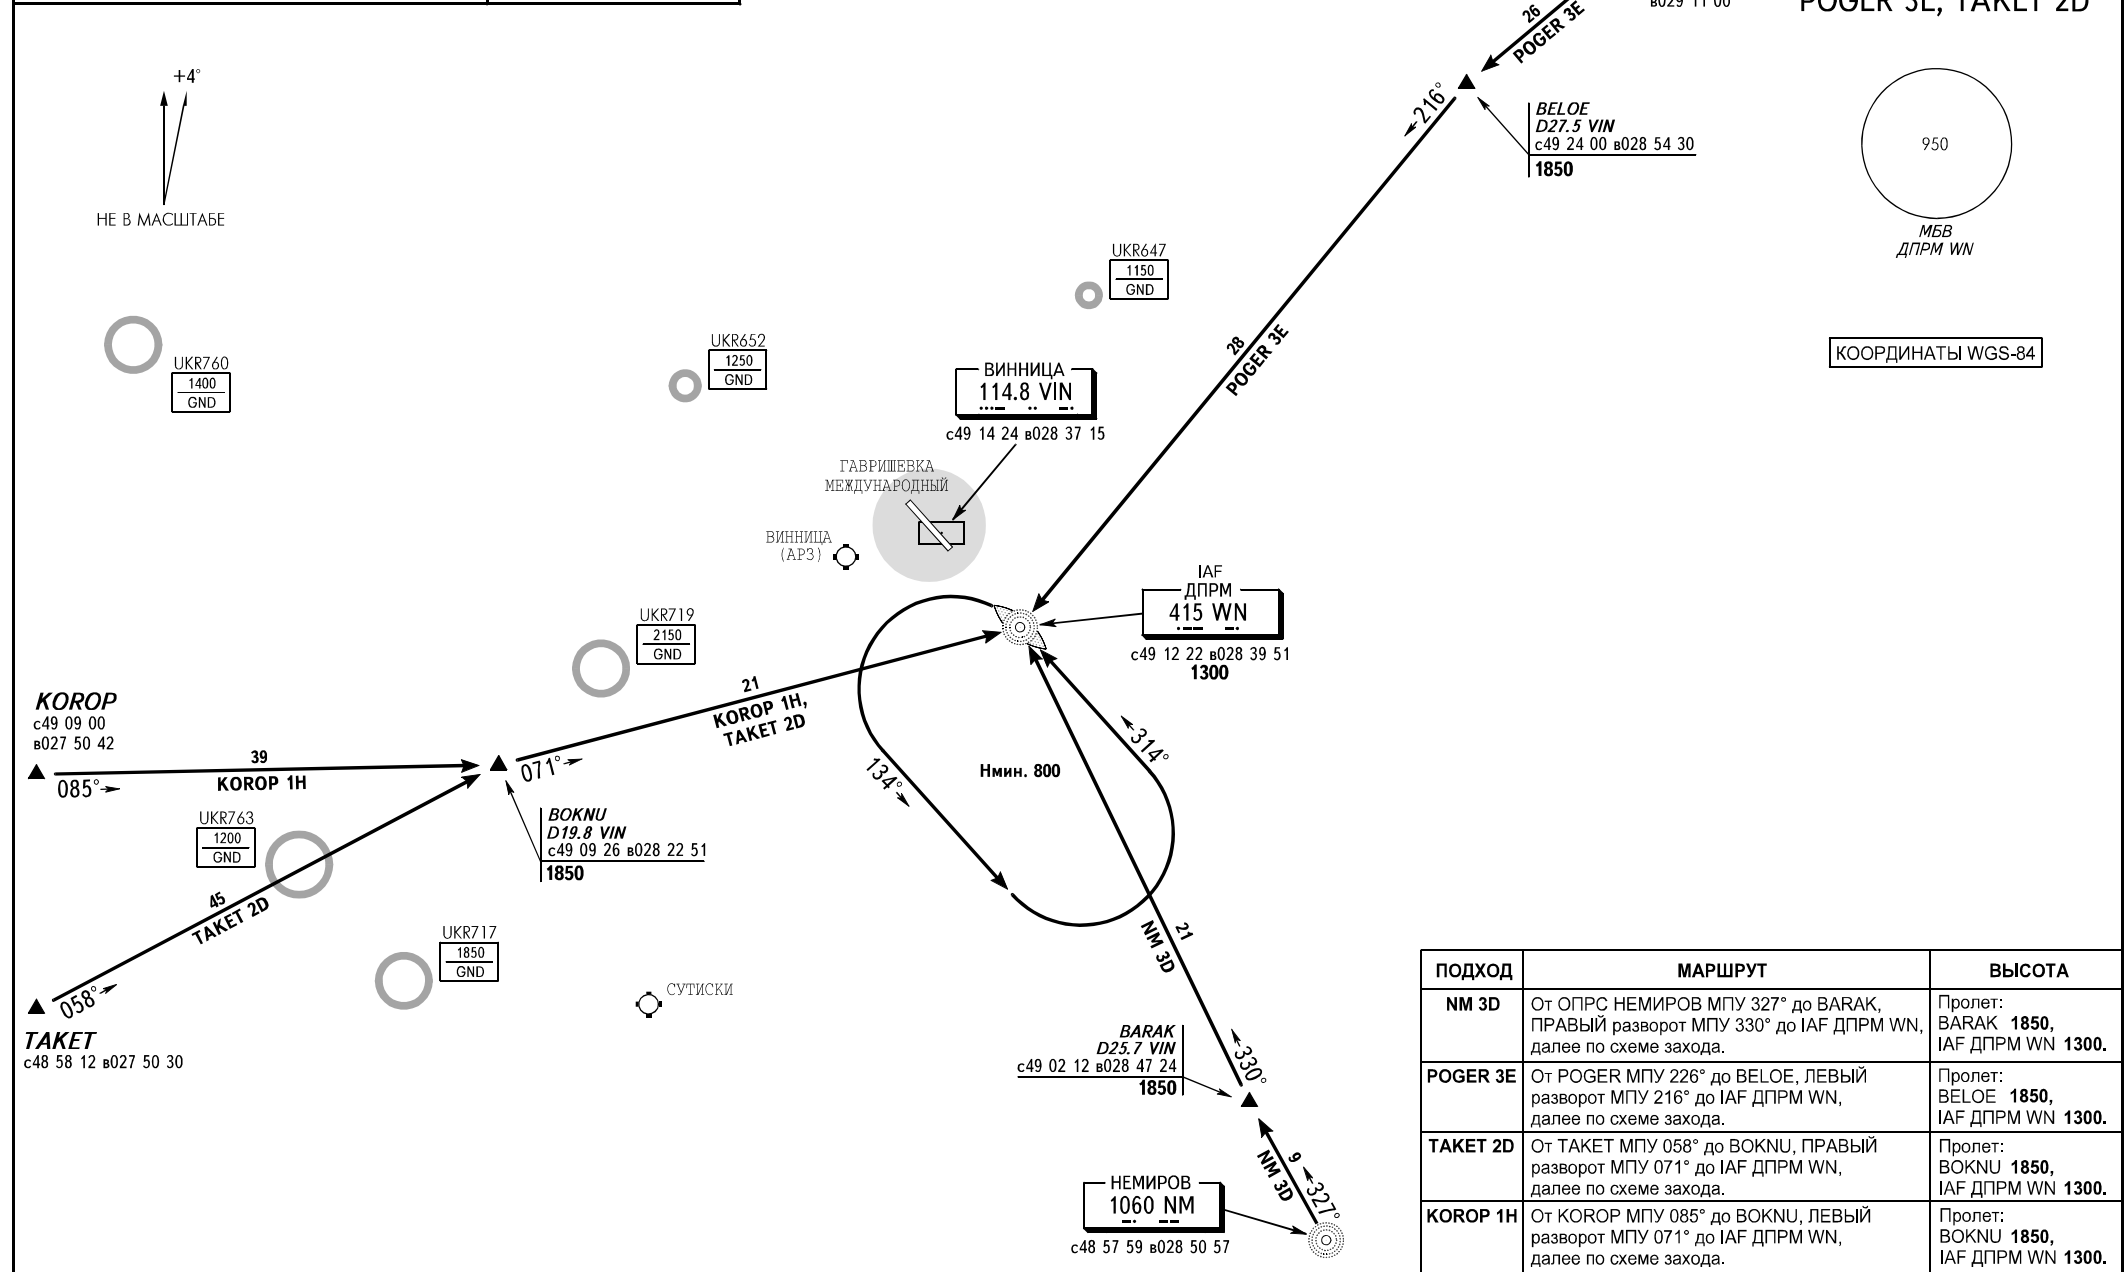 26
POGER 3E
в029 11 00
POGER 3E, TAKET 2D
+4°
НЕ В МАСШТАБЕ
216°
BELOE
D27.5 VIN
с49 24 00 в028 54 30
1850
950
МБВ
ДПРМ WN
UKR647
1150
GND
UKR760
1400
GND
UKR652
1250
GND
28
POGER 3E
КООРДИНАТЫ WGS-84
ВИННИЦА
114.8 VIN
с49 14 24 в028 37 15
ГАВРИШЕВКА
МЕЖДУНАРОДНЫЙ
ВИННИЦА
(АРЗ)
IAF
ДПРМ
415 WN
с49 12 22 в028 39 51
1300
UKR719
2150
GND
KOROP
с49 09 00
в027 50 42
21
KOROP 1H,
TAKET 2D
39
KOROP 1H
085°
071°
134°
Нмин. 800
314°
UKR763
1200
GND
BOKNU
D19.8 VIN
с49 09 26 в028 22 51
1850
45
TAKET 2D
058°
TAKET
с48 58 12 в027 50 30
UKR717
1850
GND
СУТИСКИ
21
NM 3D
BARAK
D25.7 VIN
с49 02 12 в028 47 24
1850
330°
9
NM 3D
327°
НЕМИРОВ
1060 NM
с48 57 59 в028 50 57
ПОДХОД МАРШРУТ ВЫСОТА
NM 3D От ОПРС НЕМИРОВ МПУ 327° до BARAK, Пролет:
ПРАВЫЙ разворот МПУ 330° до IAF ДПРМ WN, BARAK 1850,
далее по схеме захода. IAF ДПРМ WN 1300.
POGER 3E От POGER МПУ 226° до BELOE, ЛЕВЫЙ Пролет:
разворот МПУ 216° до IAF ДПРМ WN, BELOE 1850,
далее по схеме захода. IAF ДПРМ WN 1300.
TAKET 2D От TAKET МПУ 058° до BOKNU, ПРАВЫЙ Пролет:
разворот МПУ 071° до IAF ДПРМ WN, BOKNU 1850,
далее по схеме захода. IAF ДПРМ WN 1300.
KOROP 1H От KOROP МПУ 085° до BOKNU, ЛЕВЫЙ Пролет:
разворот МПУ 071° до IAF ДПРМ WN, BOKNU 1850,
далее по схеме захода. IAF ДПРМ WN 1300.